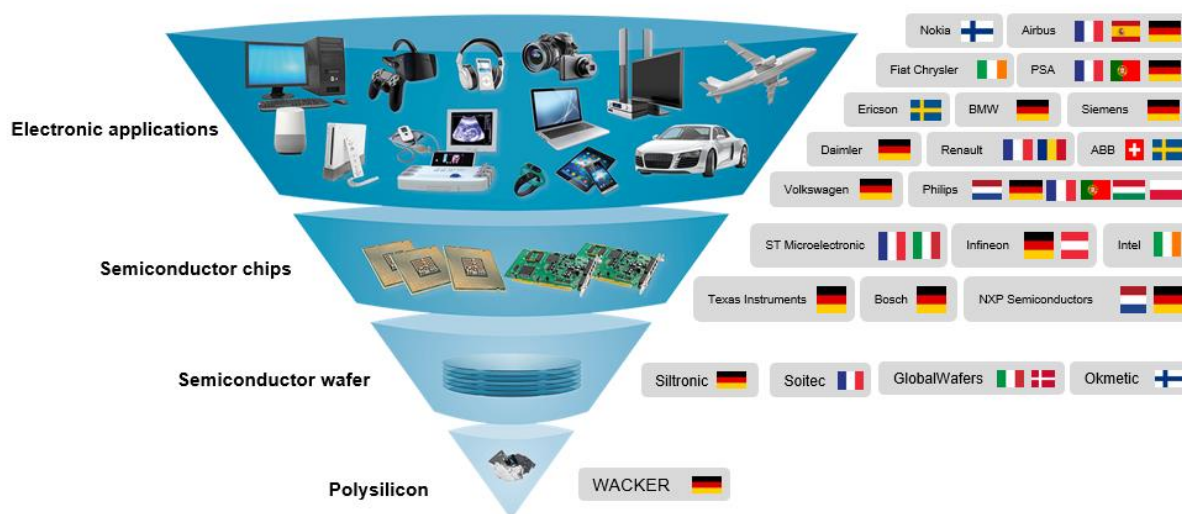 Nokia
Airbus
Fiat Chrysler
PSA
Ericson
BMW
Siemens
Electronic applications
Daimler
Renault
ABB
Volkswagen
Philips
ST Microelectronic
Infineon
Intel
Semiconductor chips
Texas Instruments
Bosch
NXP Semiconductors
Semiconductor wafer
Siltronic
Soitec
GlobalWafers
Okmetic
Polysilicon
WACKER